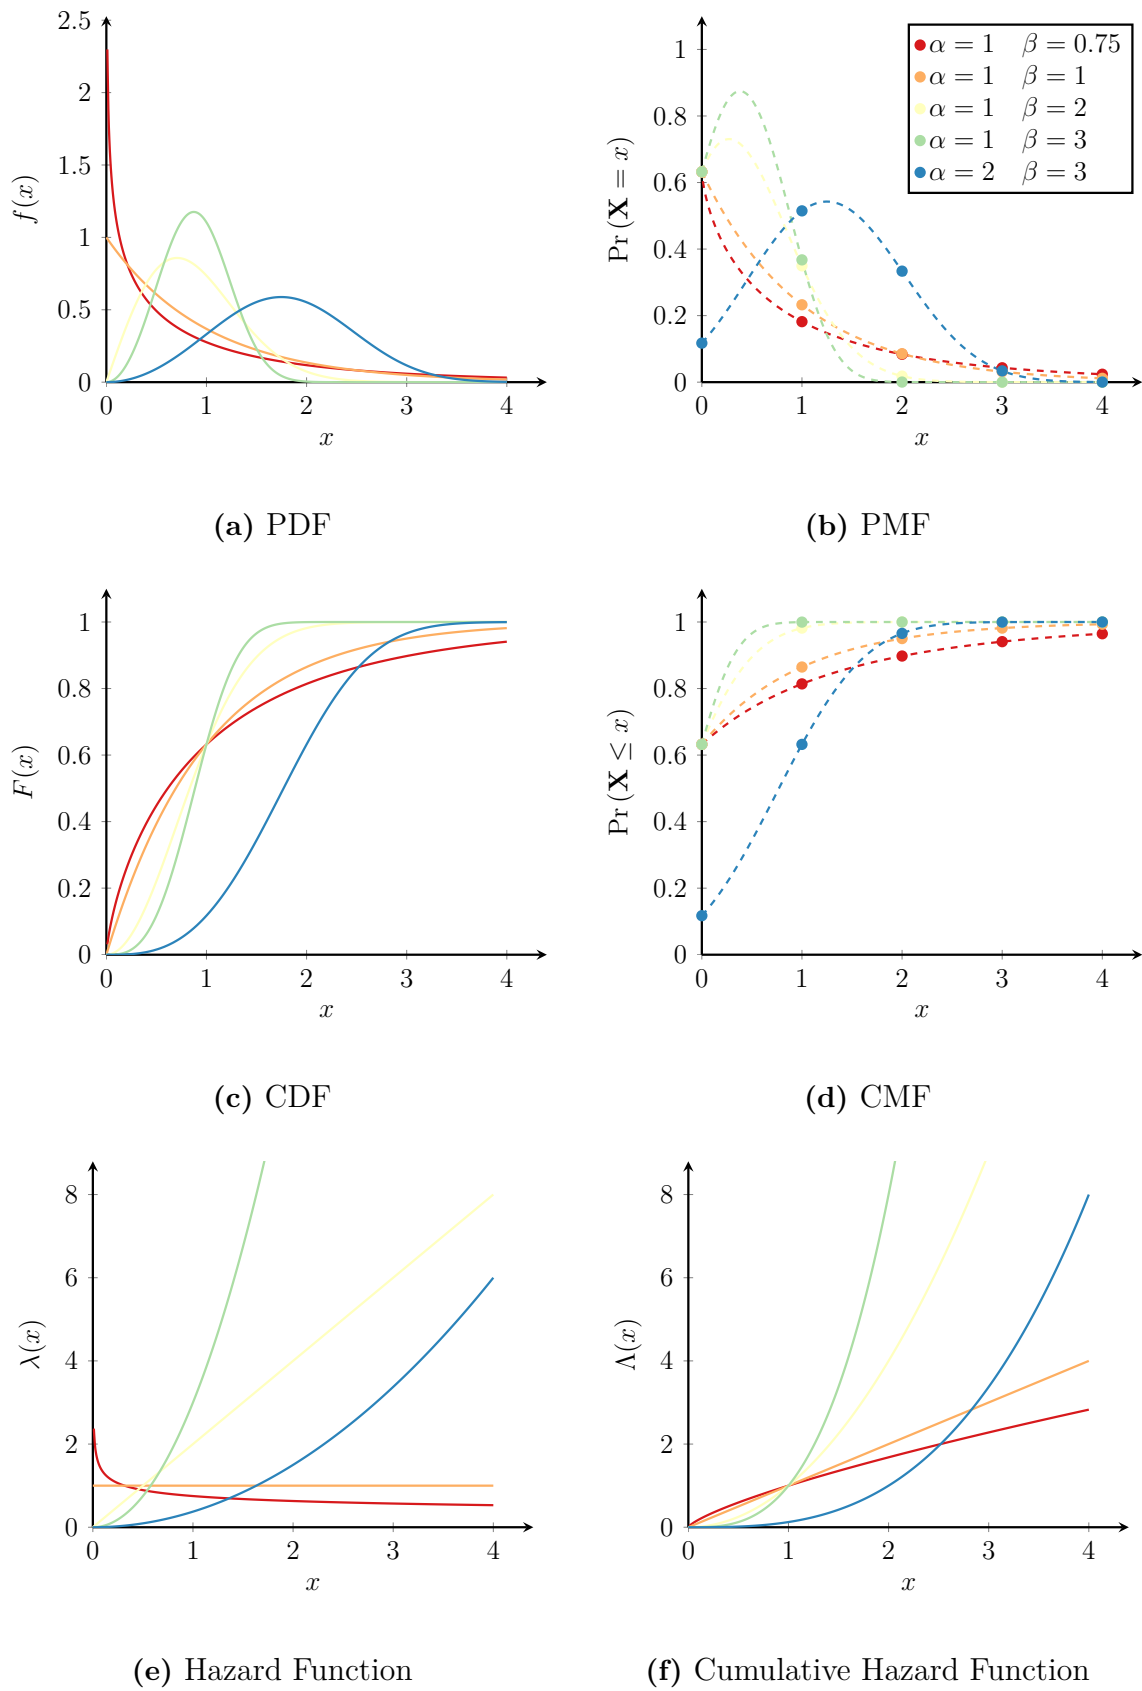 2.5
2
1.5
1
0.5
0
f(x)
0 1 2 3 4
x
(a) PDF
1
0.8
0.6
0.4
0.2
0
Pr (X = x)
0 1 2 3 4
x
α = 1 β = 0.75
α = 1 β = 1
α = 1 β = 2
α = 1 β = 3
α = 2 β = 3
(b) PMF
1
0.8
0.6
0.4
0.2
0
F(x)
0 1 2 3 4
x
(c) CDF
1
0.8
0.6
0.4
0.2
0
Pr (X ≤ x)
0 1 2 3 4
x
(d) CMF
8
6
4
2
0
λ(x)
0 1 2 3 4
x
(e) Hazard Function
8
6
4
2
0
Λ(x)
0 1 2 3 4
x
(f) Cumulative Hazard Function